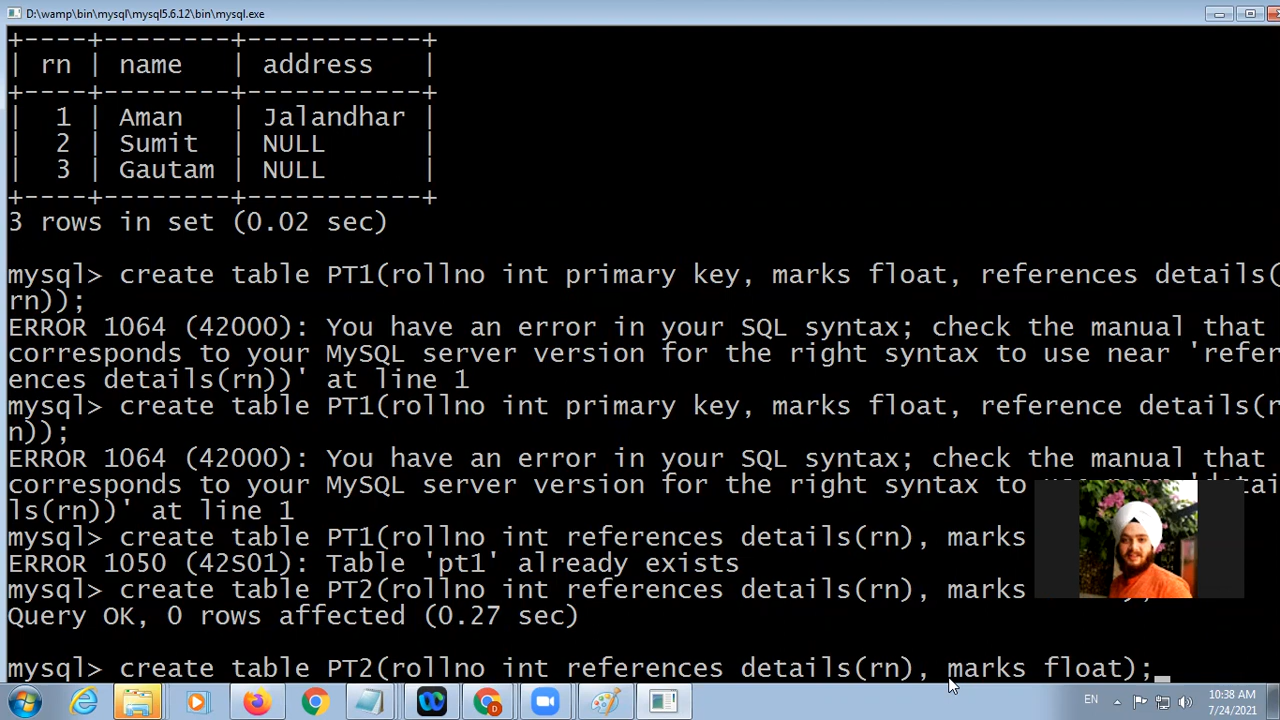 D:\wamp\bin\mysql\mysql5.6.12\bin\mysql.exe
+----+--------+-----------+
| rn | name   | address   |
+----+--------+-----------+
|  1 | Aman   | Jalandhar |
|  2 | Sumit  | NULL      |
|  3 | Gautam | NULL      |
+----+--------+-----------+
3 rows in set (0.02 sec)
mysql> create table PT1(rollno int primary key, marks float, references details(
rn));
ERROR 1064 (42000): You have an error in your SQL syntax; check the manual that
corresponds to your MySQL server version for the right syntax to use near 'refer
ences details(rn))' at line 1
mysql> create table PT1(rollno int primary key, marks float, reference details(r
n));
ERROR 1064 (42000): You have an error in your SQL syntax; check the manual that
corresponds to your MySQL server version for the right syntax to use near 'detai
ls(rn))' at line 1
mysql> create table PT1(rollno int references details(rn), marks
ERROR 1050 (42S01): Table 'pt1' already exists
mysql> create table PT2(rollno int references details(rn), marks
Query OK, 0 rows affected (0.27 sec)
mysql> create table PT2(rollno int references details(rn), marks float);
EN
10:38 AM
7/24/2021